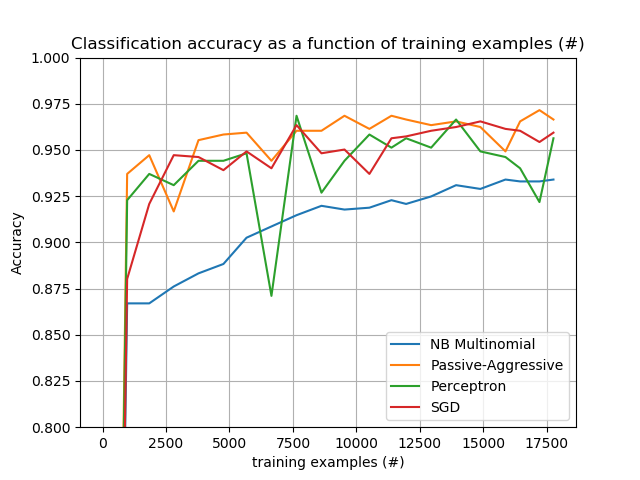 Classification accuracy as a function of training examples (#)
1.000
0.975
0.950
0.925
0.900
0.875
0.850
0.825
0.800
Accuracy
NB Multinomial
Passive-Aggressive
Perceptron
SGD
0 2500 5000 7500 10000 12500 15000 17500
training examples (#)